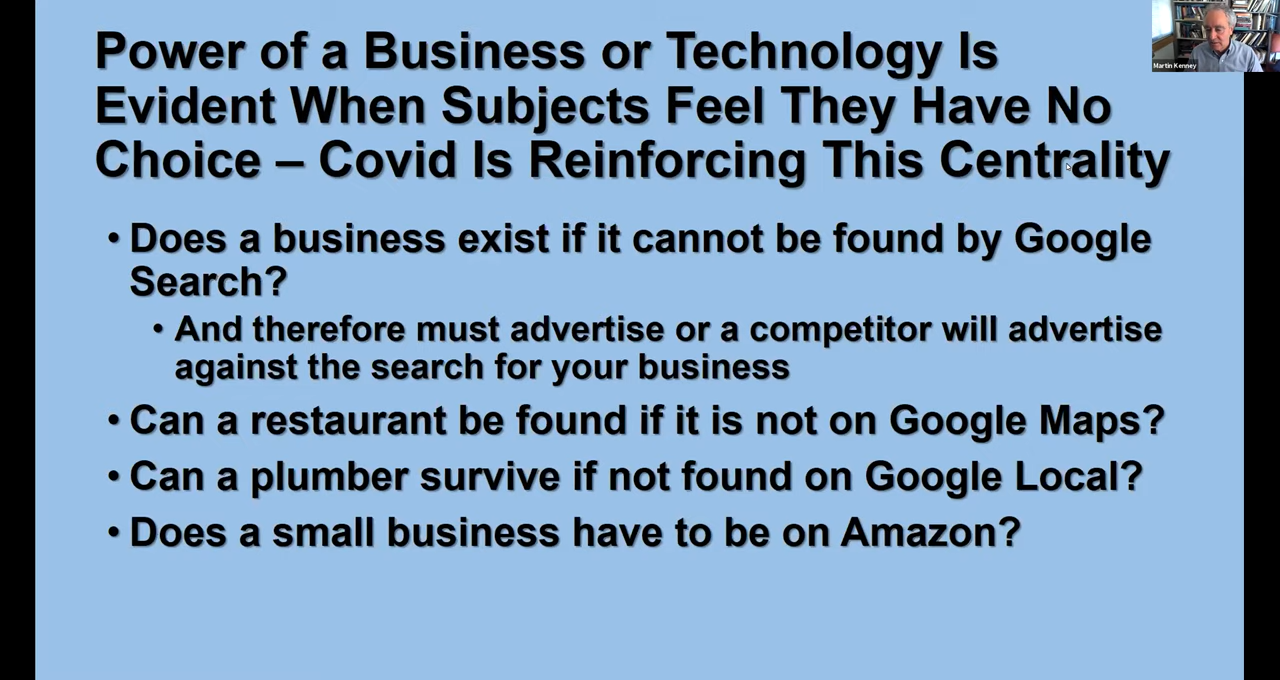 Power of a Business or Technology Is
Evident When Subjects Feel They Have No
Choice – Covid Is Reinforcing This Centrality
• Does a business exist if it cannot be found by Google
Search?
• And therefore must advertise or a competitor will advertise
against the search for your business
• Can a restaurant be found if it is not on Google Maps?
• Can a plumber survive if not found on Google Local?
• Does a small business have to be on Amazon?
Martin Kenney